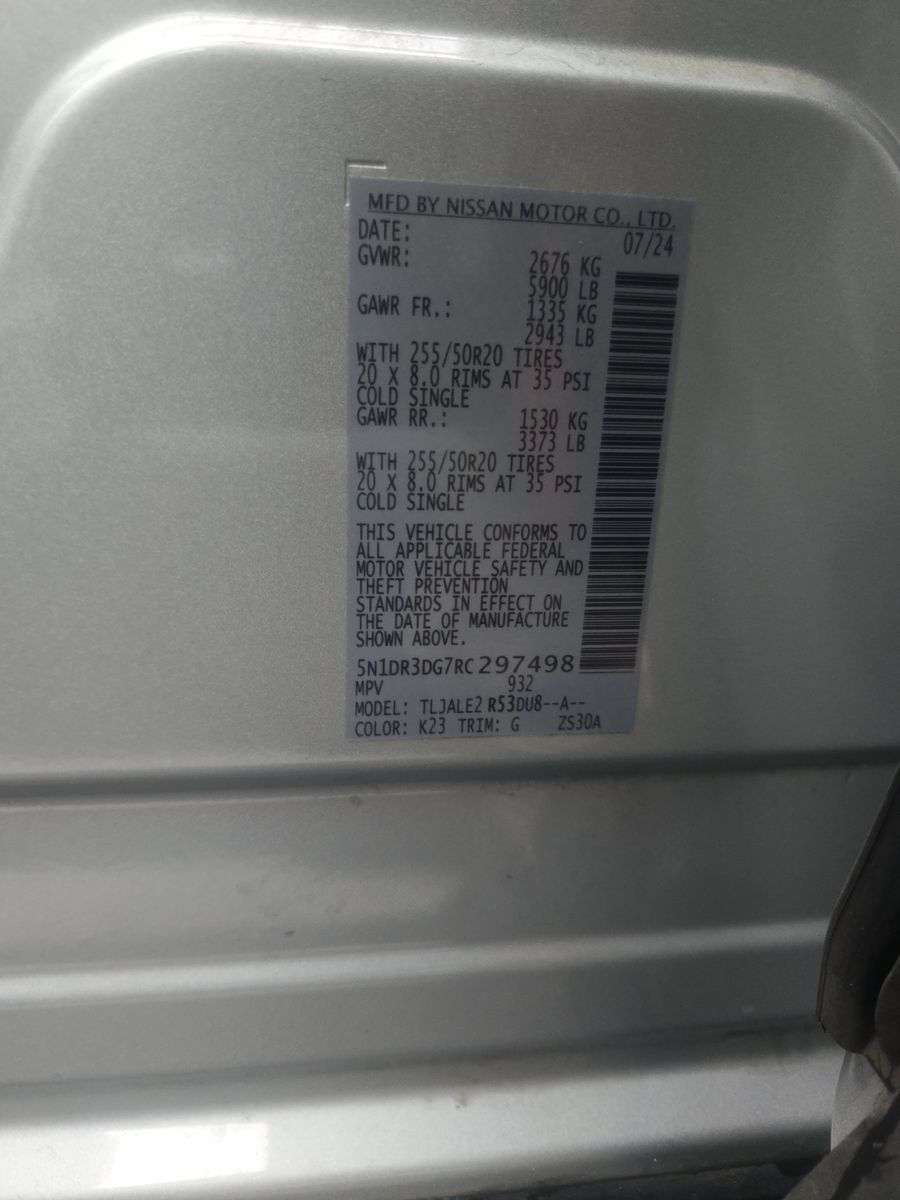 MFD BY NISSAN MOTOR CO., LTD.
DATE: 07/24
GVWR: 2676 KG
5900 LB
GAWR FR.: 1335 KG
2943 LB
WITH 255/50R20 TIRES
20 X 8.0 RIMS AT 35 PSI
COLD SINGLE
GAWR RR.: 1530 KG
3373 LB
WITH 255/50R20 TIRES
20 X 8.0 RIMS AT 35 PSI
COLD SINGLE
THIS VEHICLE CONFORMS TO
ALL APPLICABLE FEDERAL
MOTOR VEHICLE SAFETY AND
THEFT PREVENTION
STANDARDS IN EFFECT ON
THE DATE OF MANUFACTURE
SHOWN ABOVE.
5N1DR3DG7RC297498
MPV 932
MODEL: TLJALE2 R53DU8--A--
COLOR: K23 TRIM: G ZS30A